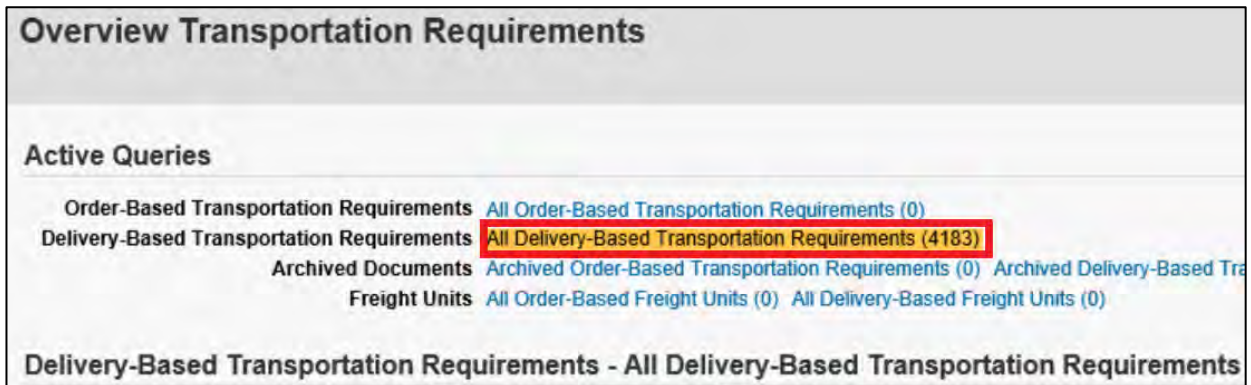 Overview Transportation Requirements
Active Queries
Order-Based Transportation Requirements All Order-Based Transportation Requirements (0)
Delivery-Based Transportation Requirements All Delivery-Based Transportation Requirements (4183)
Archived Documents Archived Order-Based Transportation Requirements (0) Archived Delivery-Based Tra
Freight Units All Order-Based Freight Units (0) All Delivery-Based Freight Units (0)
Delivery-Based Transportation Requirements - All Delivery-Based Transportation Requirements